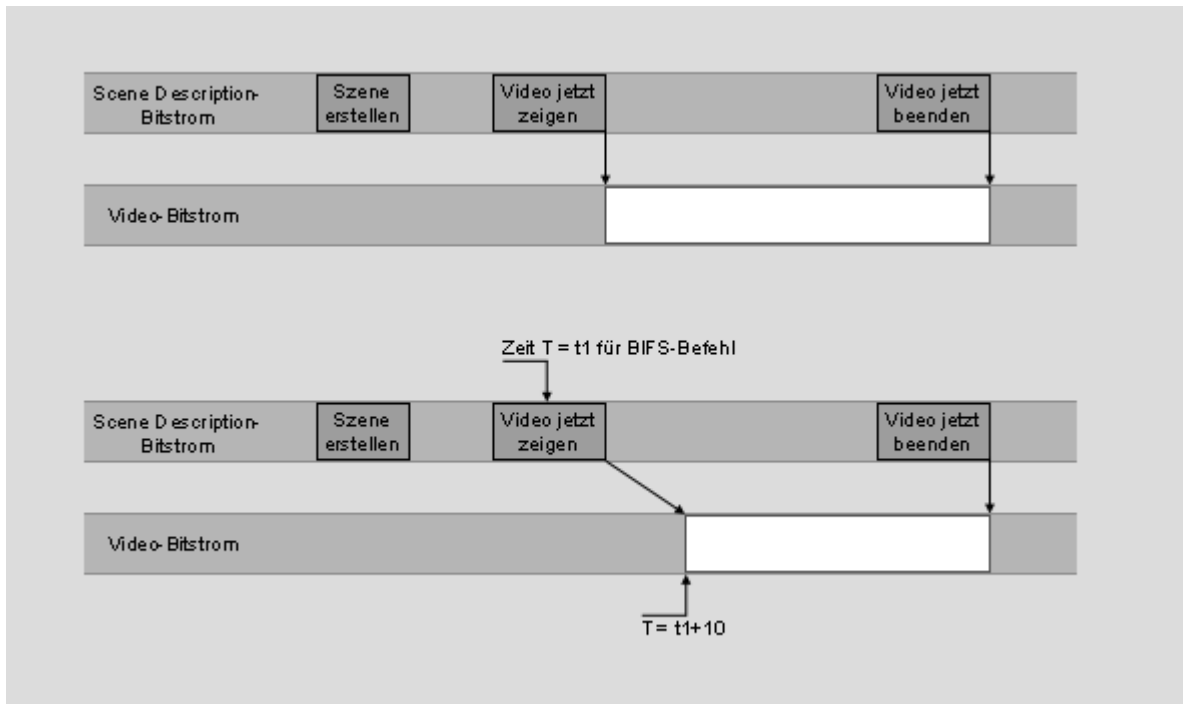 Scene Description-
Bitstrom
Szene
erstellen
Video jetzt
zeigen
Video jetzt
beenden
Video-Bitstrom
Zeit T = t1 für BIFS-Befehl
Scene Description-
Bitstrom
Szene
erstellen
Video jetzt
zeigen
Video jetzt
beenden
Video-Bitstrom
T = t1+10